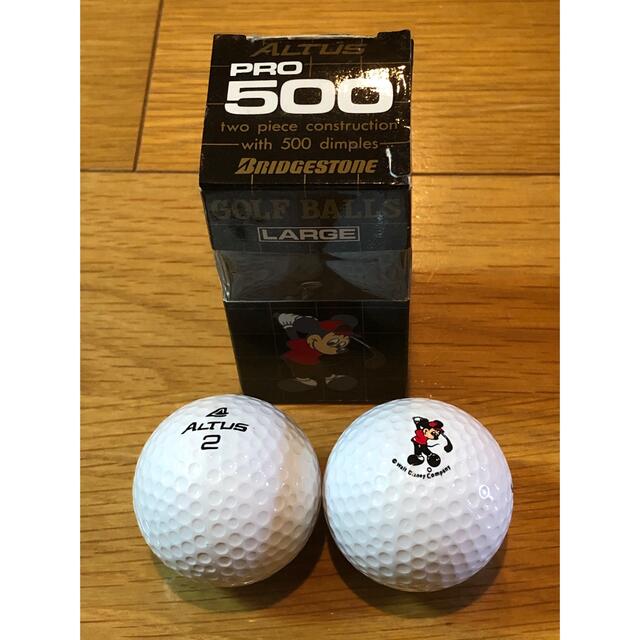 ALTUS
PRO
500
two piece construction
with 500 dimples
BRIDGESTONE
GOLF BALLS
LARGE
ALTUS
2
© Walt Disney Company